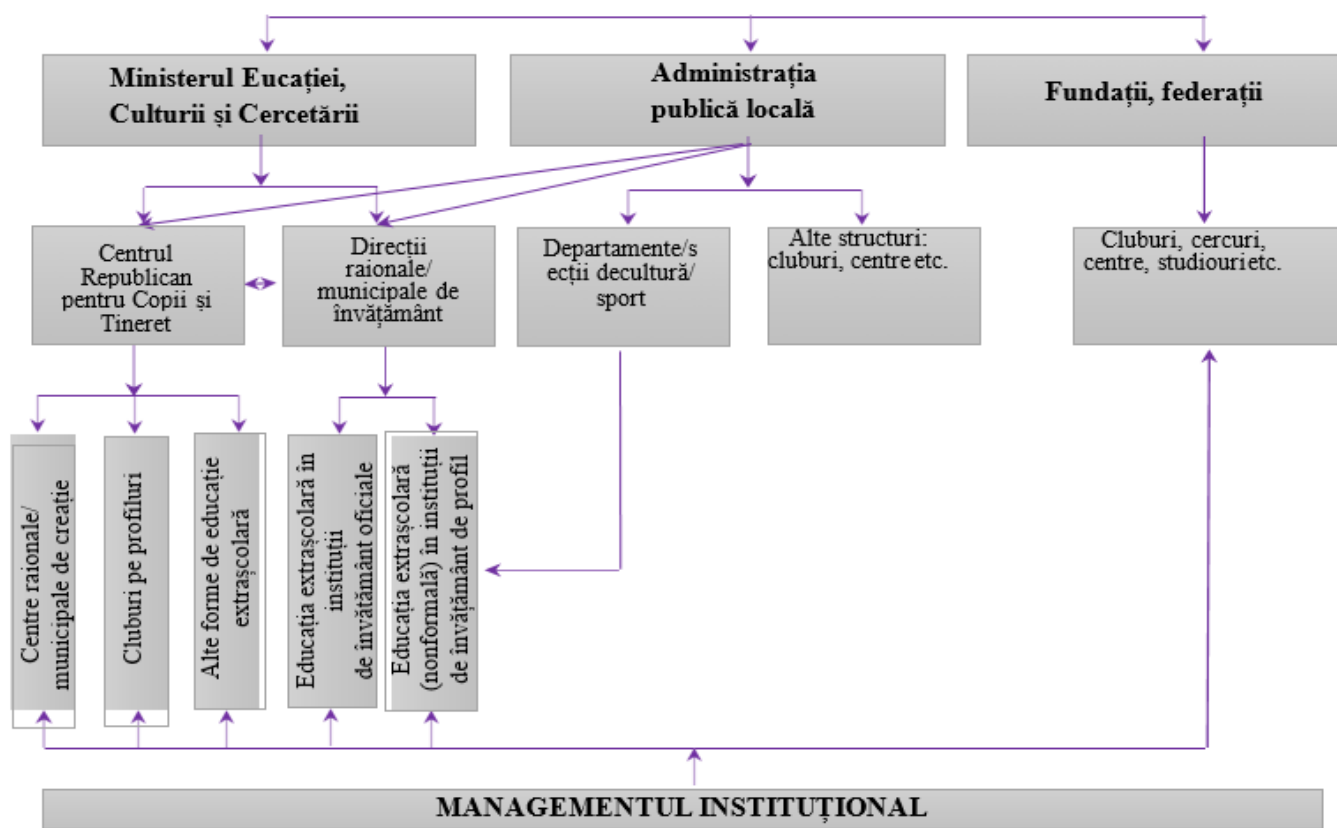 Ministerul Eucației,
Culturii și Cercetării
Administrația
publică locală
Fundații, federații
Centrul
Republican
pentru Copii și
Tineret
Direcții
raionale/
municipale de
învățământ
Departamente/s
ecții decultură/
sport
Alte structuri:
cluburi, centre etc.
Cluburi, cercuri,
centre, studiouri etc.
Centre raionale/
municipale de creație
Cluburi pe profiluri
Alte forme de educație
extrașcolară
Educația extrașcolară în
instituții
de învătământ oficiale
Educația extrașcolară
(nonformală) în instituții
de învățământ de profil
MANAGEMENTUL INSTITUȚIONAL